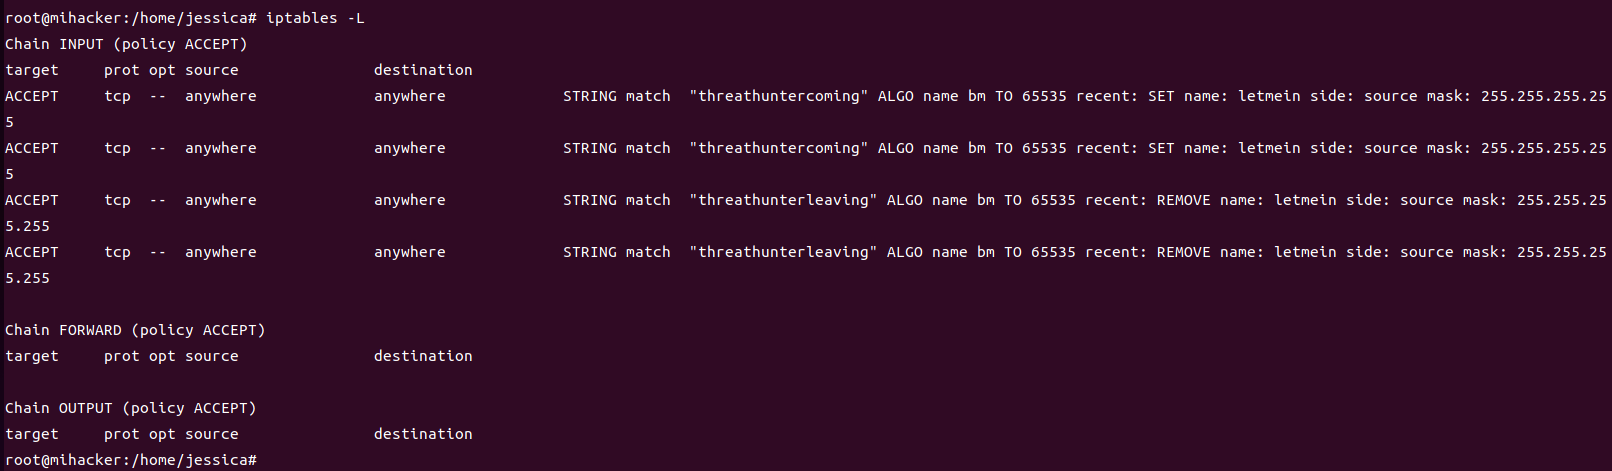 root@mihacker:/home/jessica# iptables -L
Chain INPUT (policy ACCEPT)
target     prot opt source               destination
ACCEPT     tcp  --  anywhere             anywhere             STRING match  "threathuntercoming" ALGO name bm TO 65535 recent: SET name: letmein side: source mask: 255.255.255.25
5
ACCEPT     tcp  --  anywhere             anywhere             STRING match  "threathuntercoming" ALGO name bm TO 65535 recent: SET name: letmein side: source mask: 255.255.255.25
5
ACCEPT     tcp  --  anywhere             anywhere             STRING match  "threathunterleaving" ALGO name bm TO 65535 recent: REMOVE name: letmein side: source mask: 255.255.25
5.255
ACCEPT     tcp  --  anywhere             anywhere             STRING match  "threathunterleaving" ALGO name bm TO 65535 recent: REMOVE name: letmein side: source mask: 255.255.25
5.255
Chain FORWARD (policy ACCEPT)
target     prot opt source               destination
Chain OUTPUT (policy ACCEPT)
target     prot opt source               destination
root@mihacker:/home/jessica#